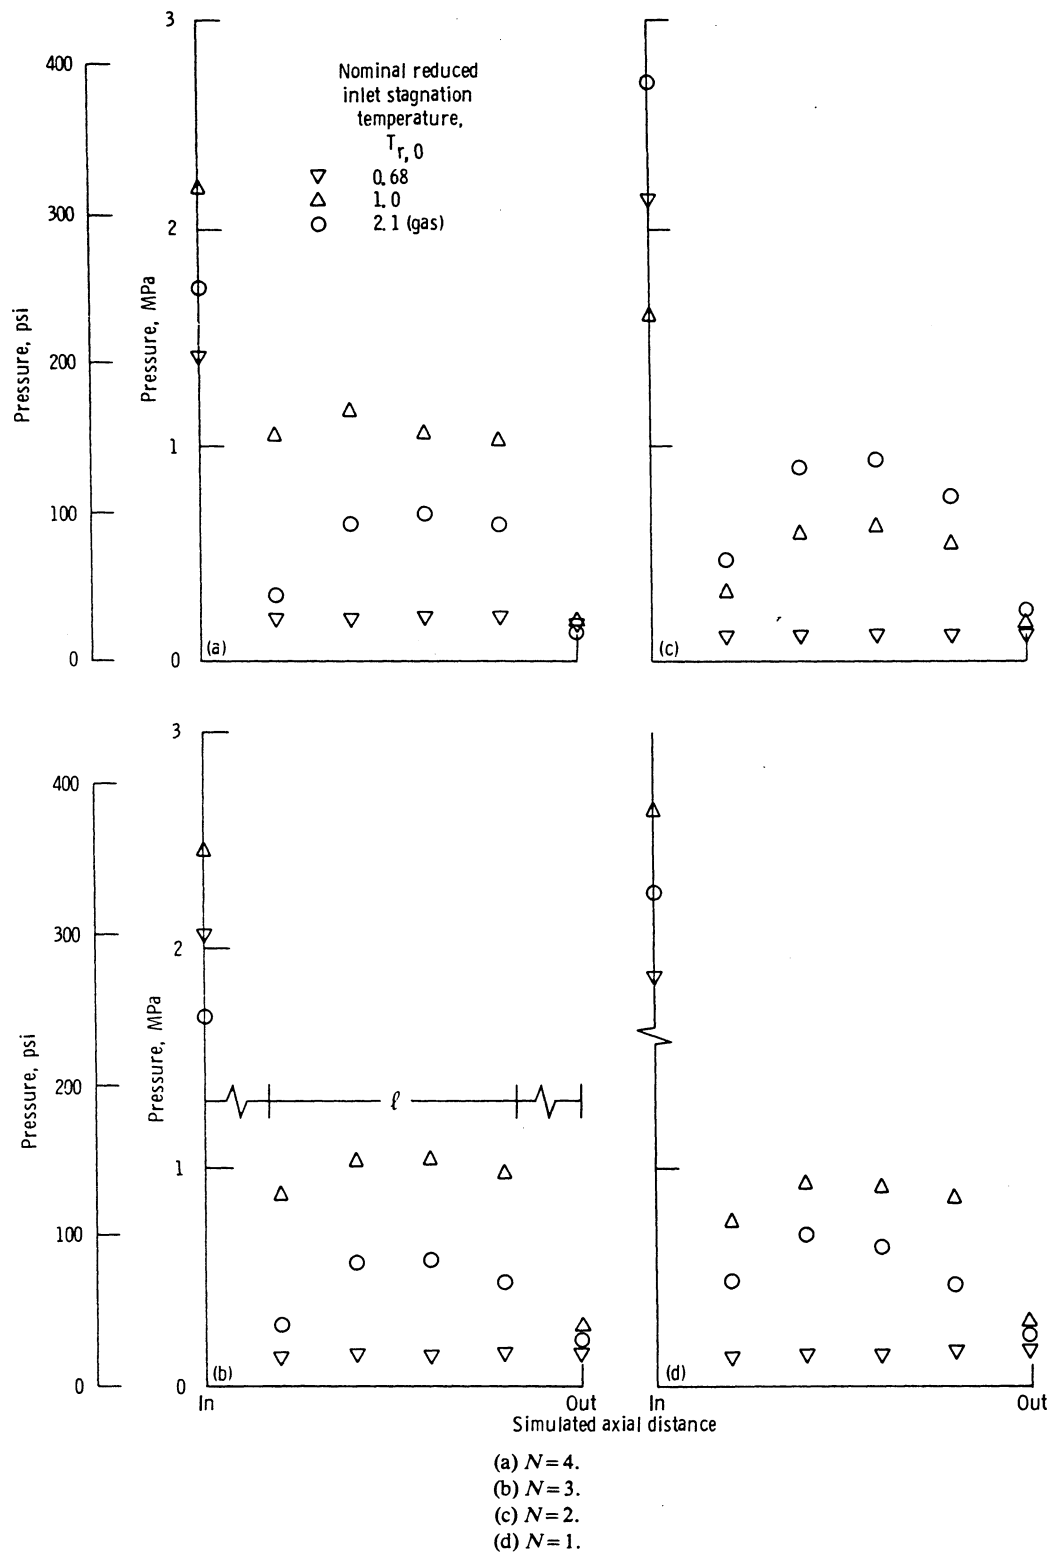 3
400
Nominal reduced
inlet stagnation
temperature,
Tr,0
0.68
1.0
2.1 (gas)
300
2
Pressure, psi
Pressure, MPa
200
1
100
0
0
(a)
(c)
3
400
300
2
Pressure, psi
Pressure, MPa
200
ℓ
1
100
0
0
(b)
(d)
In
Out
In
Out
Simulated axial distance
(a) N=4.
(b) N=3.
(c) N=2.
(d) N=1.